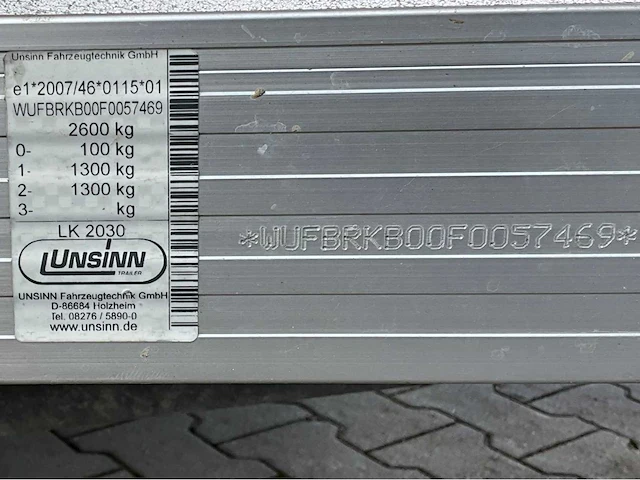 Unsinn Fahrzeugtechnik GmbH
e1*2007/46*0115*01
WUFBRKB00F0057469
2600 kg
0- 100 kg
1- 1300 kg
2- 1300 kg
3- kg
LK 2030
UNSINN
TRAILER
UNSINN Fahrzeugtechnik GmbH
D-86684 Holzheim
Tel. 08276 / 5890-0
www.unsinn.de
*WUFBRKB00F0057469*